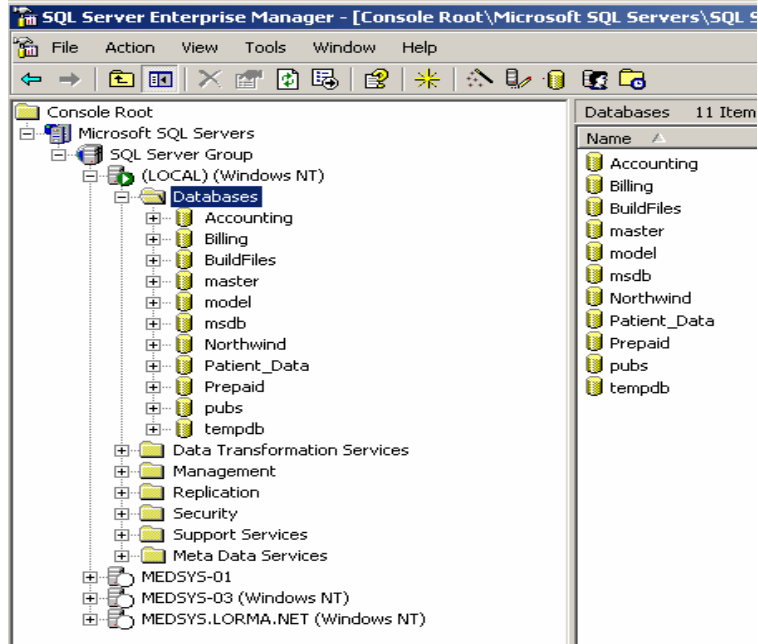 SQL Server Enterprise Manager - [Console Root\Microsoft SQL Servers\SQL S
File Action View Tools Window Help
Console Root
Microsoft SQL Servers
SQL Server Group
(LOCAL) (Windows NT)
Databases
Accounting
Billing
BuildFiles
master
model
msdb
Northwind
Patient_Data
Prepaid
pubs
tempdb
Data Transformation Services
Management
Replication
Security
Support Services
Meta Data Services
MEDSYS-01
MEDSYS-03 (Windows NT)
MEDSYS.LORMA.NET (Windows NT)
Databases 11 Item
Name
Accounting
Billing
BuildFiles
master
model
msdb
Northwind
Patient_Data
Prepaid
pubs
tempdb